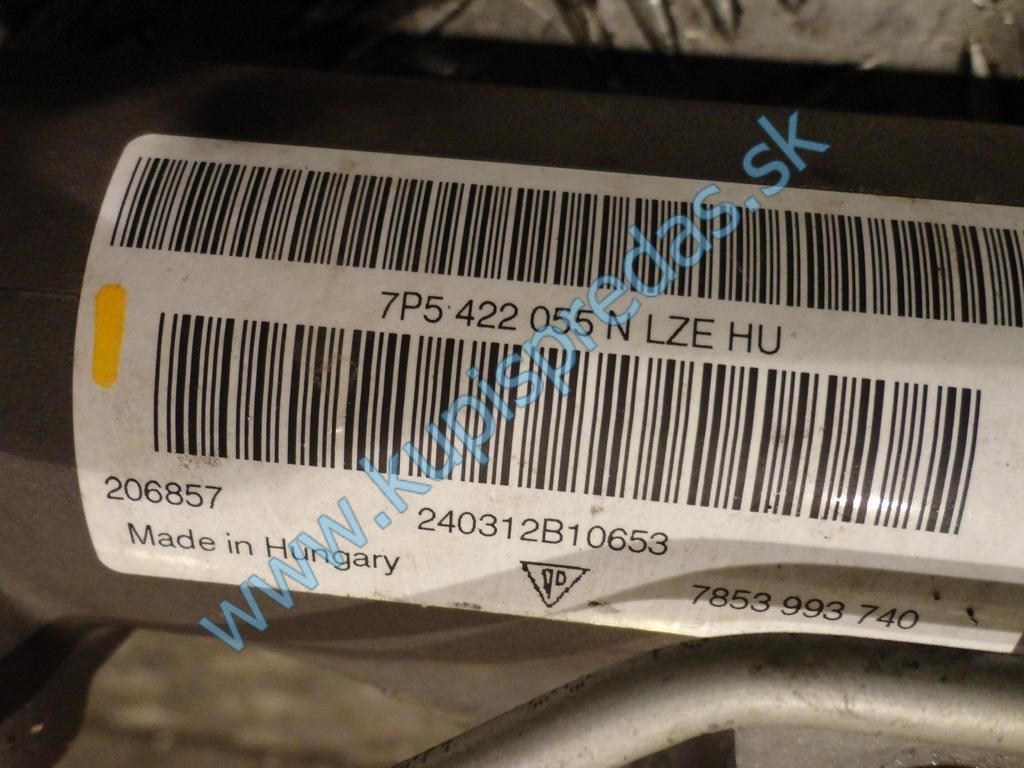 7P5 422 055 N LZE HU
206857
240312B10653
Made in Hungary
D
7853 993 740
www.kupispredas.sk